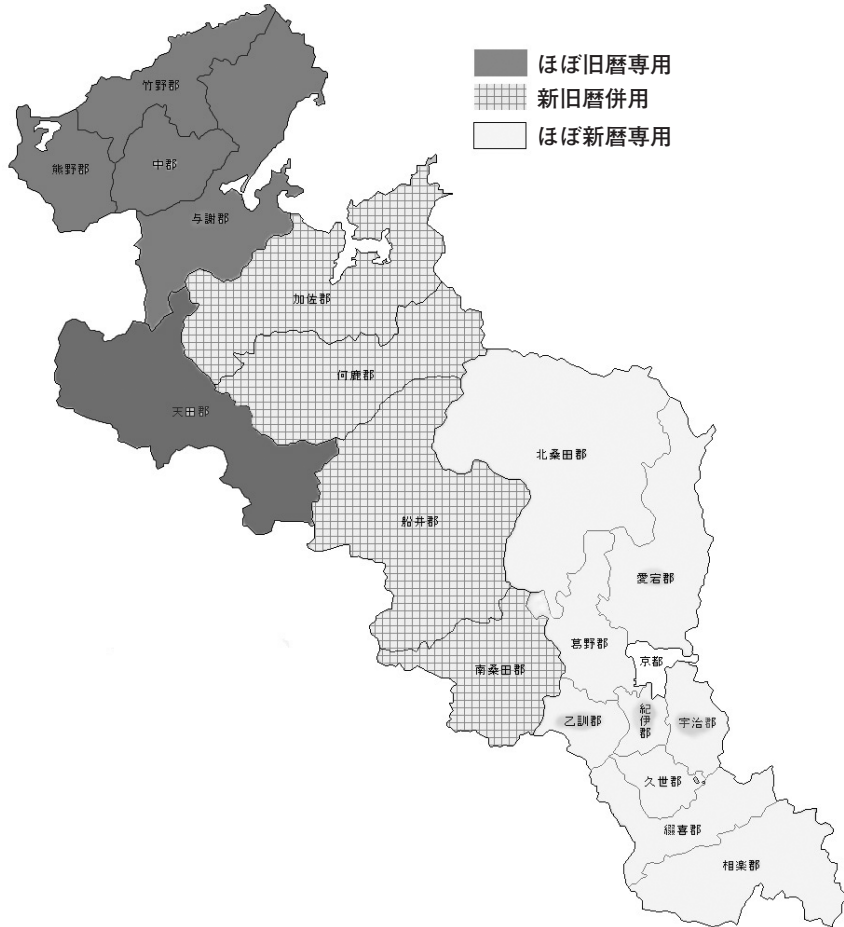 ほぼ旧暦専用
新旧暦併用
ほぼ新暦専用
竹野郡
中郡
熊野郡
与謝郡
加佐郡
何鹿郡
天田郡
北桑田郡
船井郡
愛宕郡
葛野郡
京都
南桑田郡
乙訓郡
紀伊郡
宇治郡
久世郡
綴喜郡
相楽郡